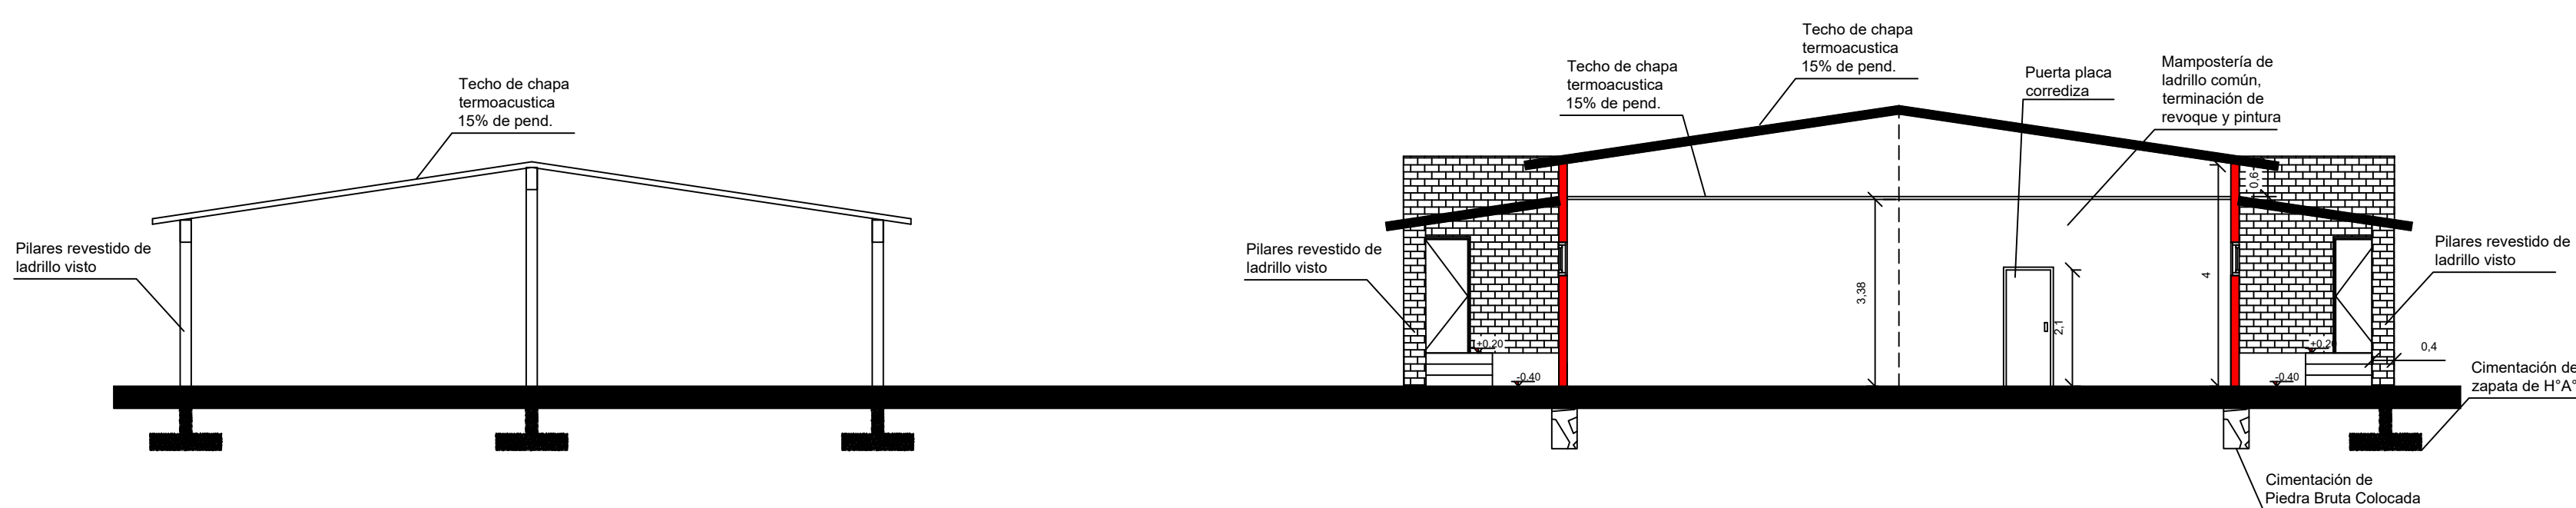 Techo de chapa
termoacustica
15% de pend.
Pilares revestido de
ladrillo visto
Techo de chapa
termoacustica
15% de pend.
Techo de chapa
termoacustica
15% de pend.
Puerta placa
corrediza
Mampostería de
ladrillo común,
terminación de
revoque y pintura
Pilares revestido de
ladrillo visto
Pilares revestido de
ladrillo visto
0,6
3,38
4
2,1
+0.20
-0.40
+0.20
-0.40
0,4
Cimentación de
zapata de H°A°
Cimentación de
Piedra Bruta Colocada